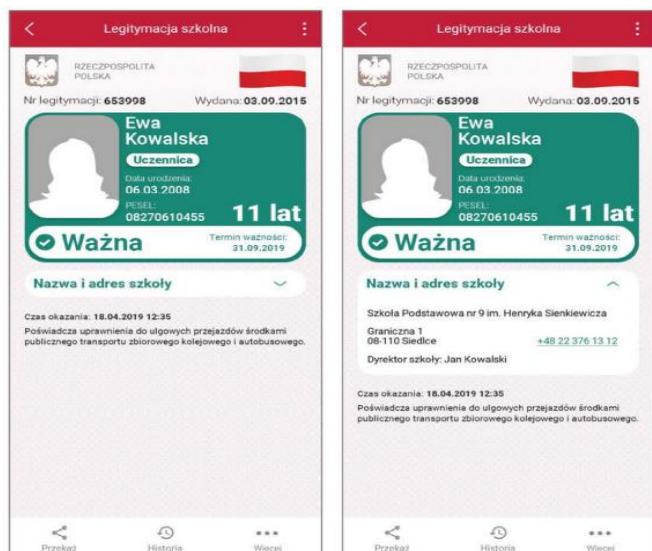 Legitymacja szkolna
RZECZPOSPOLITA
POLSKA
Nr legitymacji: 653998 Wydana: 03.09.2015
Ewa
Kowalska
Uczennica
Data urodzenia:
06.03.2008
PESEL:
08270610455 11 lat
Ważna Termin ważności:
31.09.2019
Nazwa i adres szkoły
Czas okazania: 18.04.2019 12:35
Poświadcza uprawnienia do ulgowych przejazdów środkami
publicznego transportu zbiorowego kolejowego i autobusowego.
Przekaż Historia Więcej
Legitymacja szkolna
RZECZPOSPOLITA
POLSKA
Nr legitymacji: 653998 Wydana: 03.09.2015
Ewa
Kowalska
Uczennica
Data urodzenia:
06.03.2008
PESEL:
08270610455 11 lat
Ważna Termin ważności:
31.09.2019
Nazwa i adres szkoły
Szkoła Podstawowa nr 9 im. Henryka Sienkiewicza
Graniczna 1
08-110 Siedlce +48 22 376 13 12
Dyrektor szkoły: Jan Kowalski
Czas okazania: 18.04.2019 12:35
Poświadcza uprawnienia do ulgowych przejazdów środkami
publicznego transportu zbiorowego kolejowego i autobusowego.
Przekaż Historia Więcej